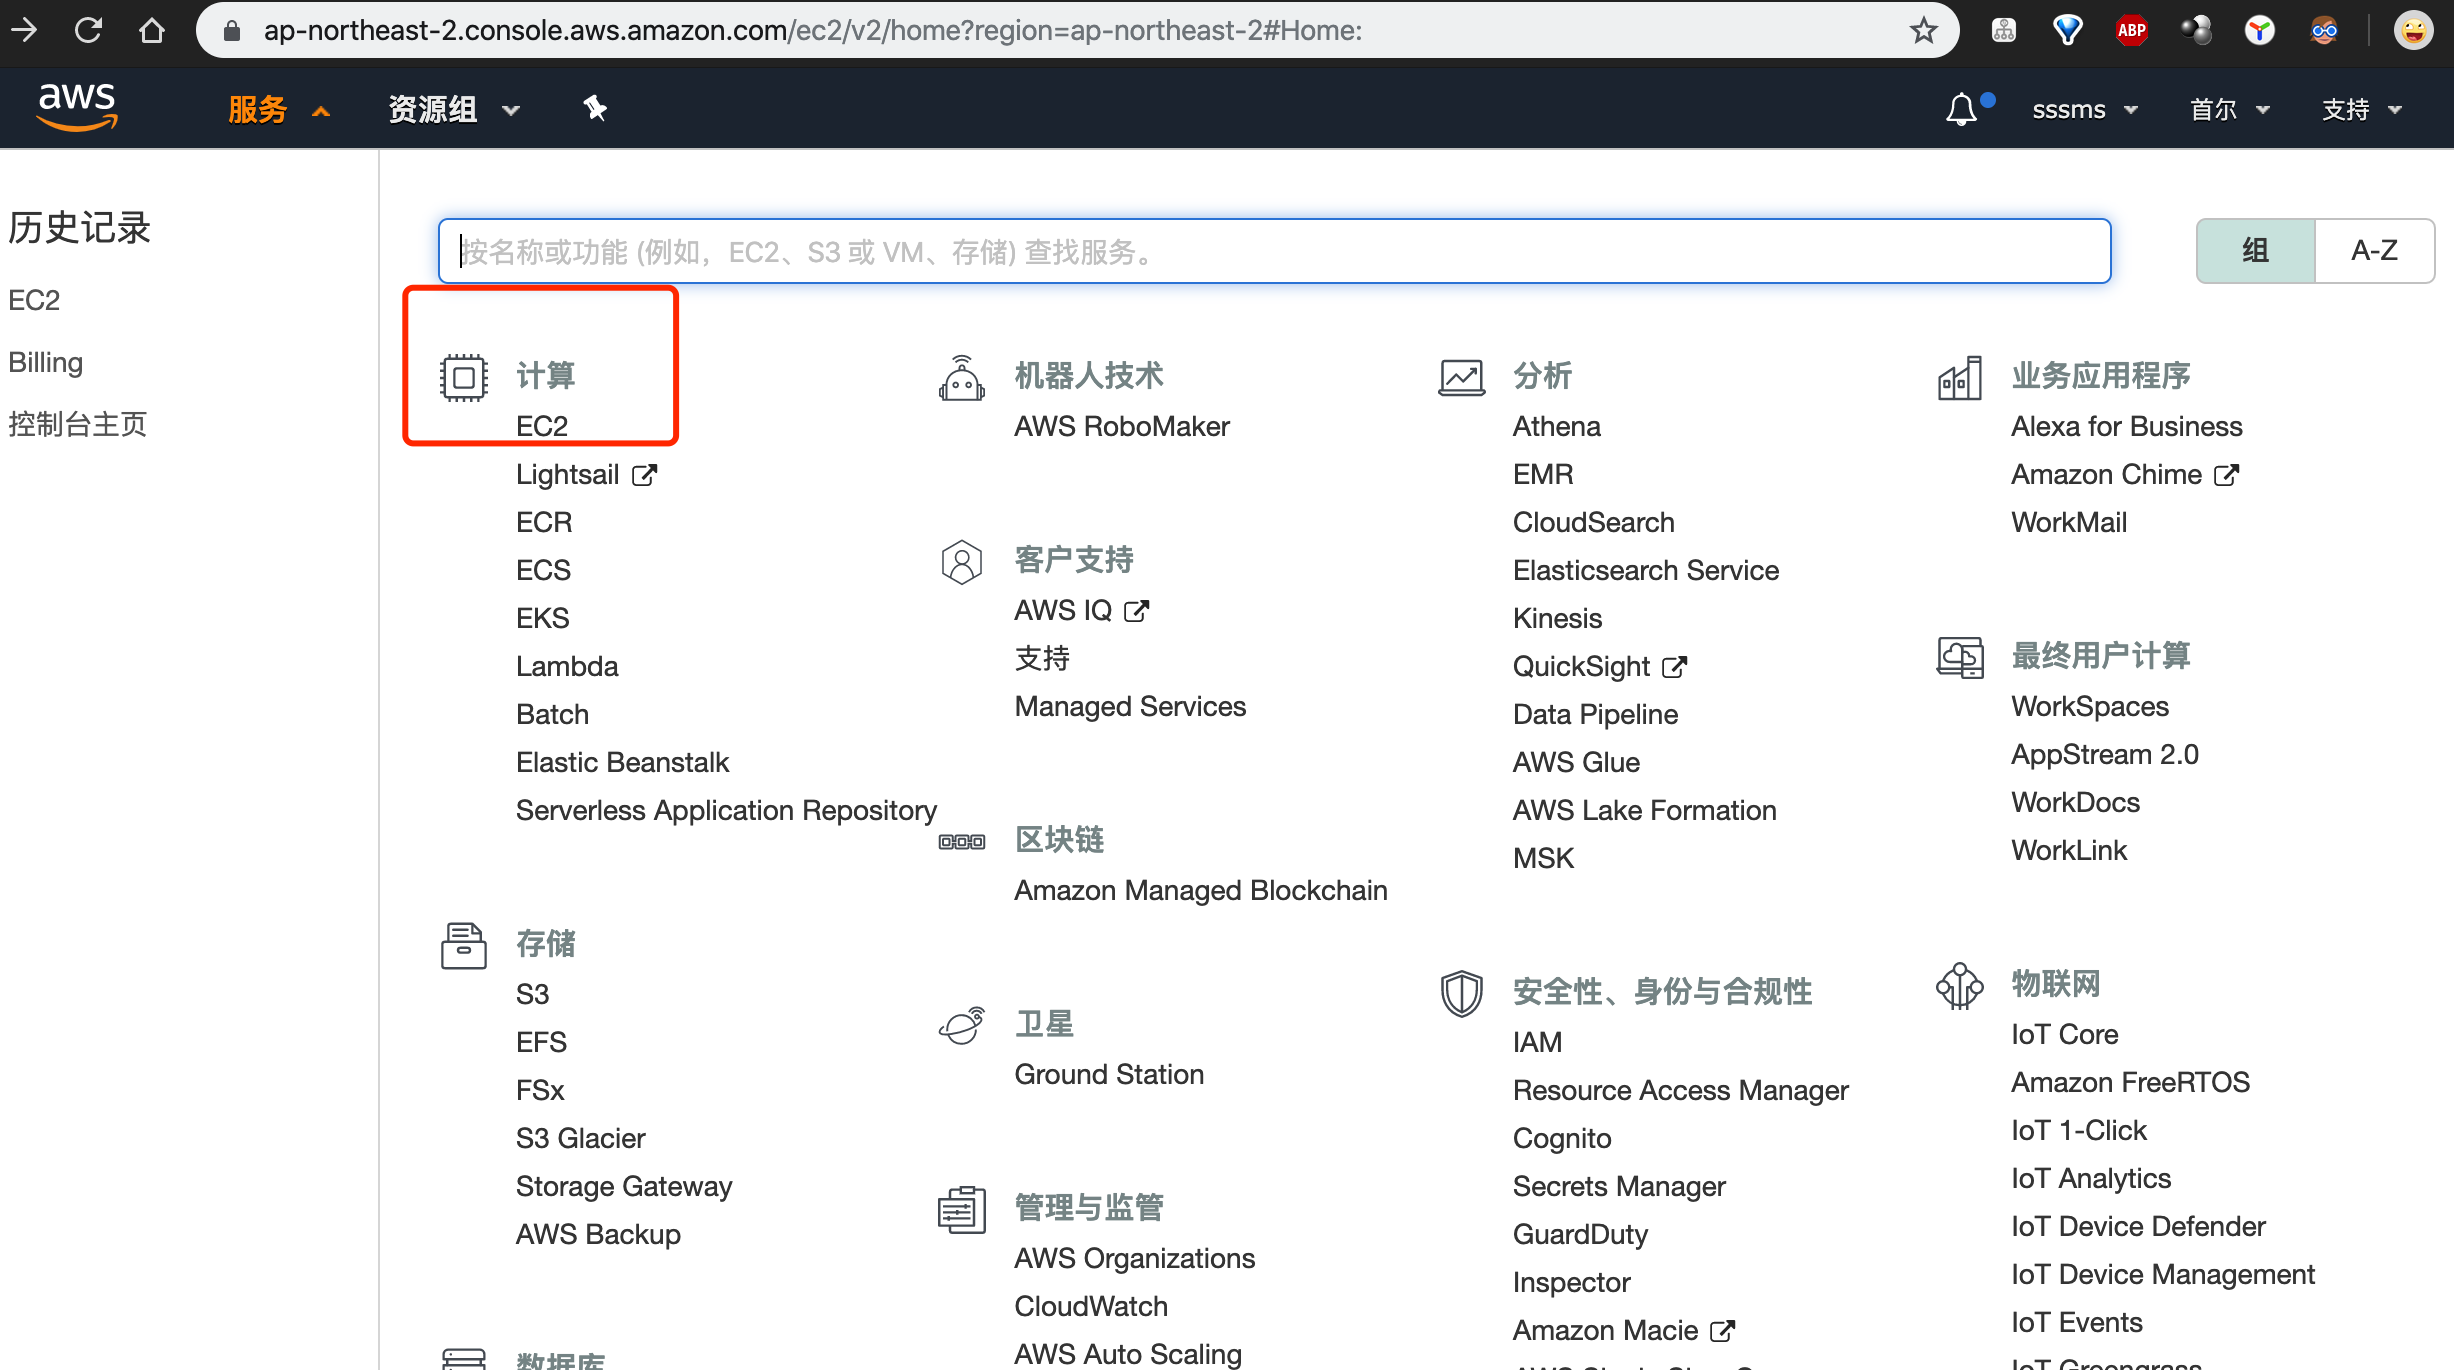 ap-northeast-2.console.aws.amazon.com/ec2/v2/home?region=ap-northeast-2#Home:
ABP
aws
服务
资源组
sssms
首尔
支持
历史记录
EC2
Billing
控制台主页
按名称或功能 (例如，EC2、S3 或 VM、存储) 查找服务。
组
A-Z
计算
EC2
Lightsail
ECR
ECS
EKS
Lambda
Batch
Elastic Beanstalk
Serverless Application Repository
存储
S3
EFS
FSx
S3 Glacier
Storage Gateway
AWS Backup
数据库
机器人技术
AWS RoboMaker
客户支持
AWS IQ
支持
Managed Services
区块链
Amazon Managed Blockchain
卫星
Ground Station
管理与监管
AWS Organizations
CloudWatch
AWS Auto Scaling
分析
Athena
EMR
CloudSearch
Elasticsearch Service
Kinesis
QuickSight
Data Pipeline
AWS Glue
AWS Lake Formation
MSK
安全性、身份与合规性
IAM
Resource Access Manager
Cognito
Secrets Manager
GuardDuty
Inspector
Amazon Macie
业务应用程序
Alexa for Business
Amazon Chime
WorkMail
最终用户计算
WorkSpaces
AppStream 2.0
WorkDocs
WorkLink
物联网
IoT Core
Amazon FreeRTOS
IoT 1-Click
IoT Analytics
IoT Device Defender
IoT Device Management
IoT Events
IoT Greengrass